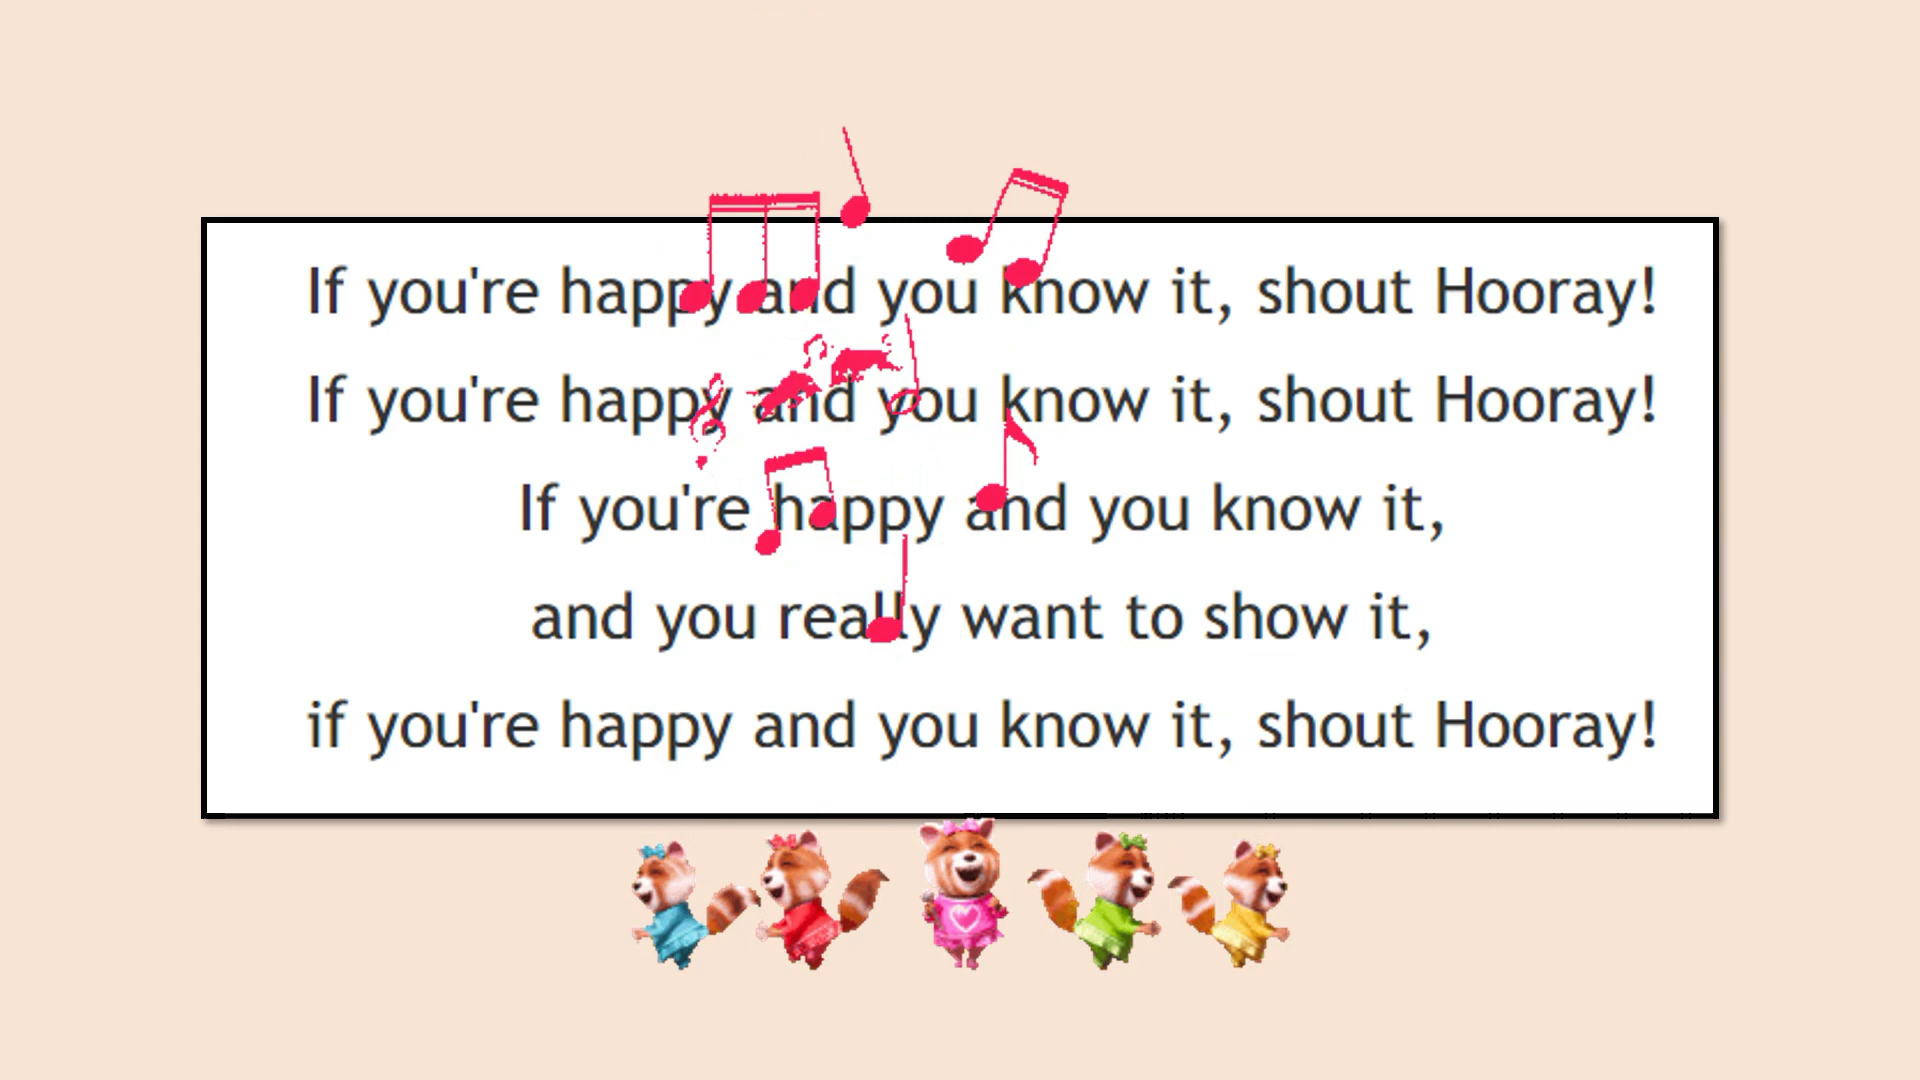 If you're happy and you know it, shout Hooray!
If you're happy and you know it, shout Hooray!
If you're happy and you know it,
and you really want to show it,
if you're happy and you know it, shout Hooray!